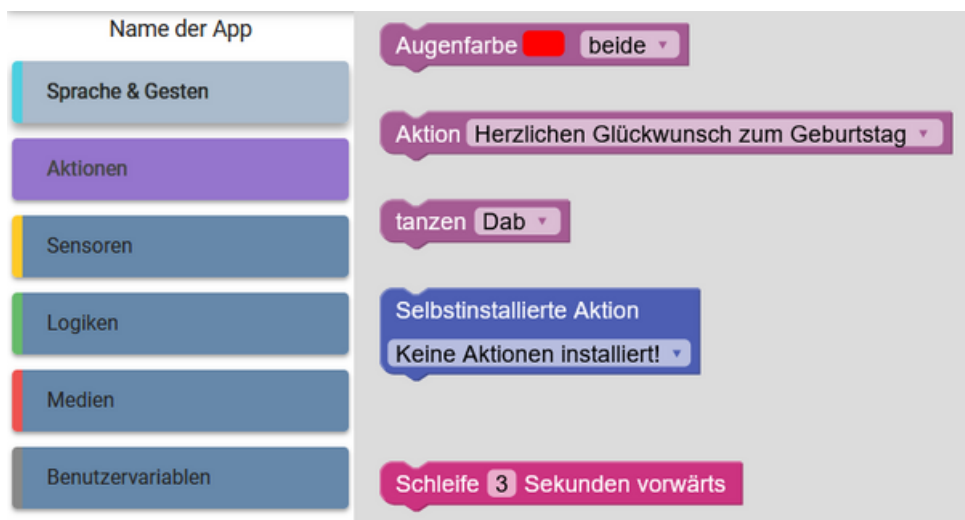 Name der App
Sprache & Gesten
Aktionen
Sensoren
Logiken
Medien
Benutzervariablen
Augenfarbe beide
Aktion Herzlichen Glückwunsch zum Geburtstag
tanzen Dab
Selbstinstallierte Aktion
Keine Aktionen installiert!
Schleife 3 Sekunden vorwärts